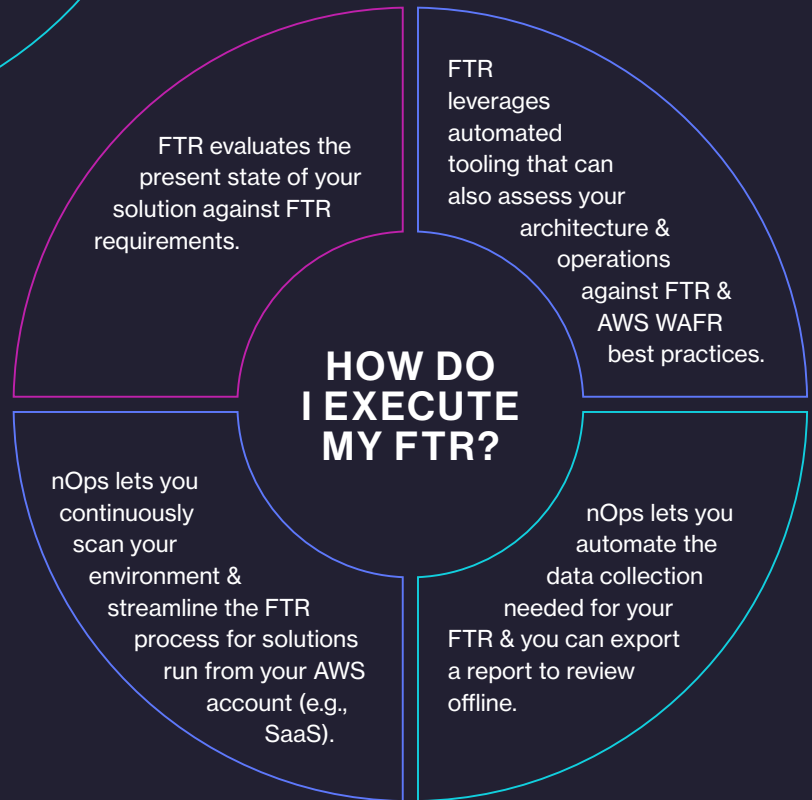 FTR evaluates the
present state of your
solution against FTR
requirements.
FTR
leverages
automated
tooling that can
also assess your
architecture &
operations
against FTR &
AWS WAFR
best practices.
HOW DO
I EXECUTE
MY FTR?
nOps lets you
continuously
scan your
environment &
streamline the FTR
process for solutions
run from your AWS
account (e.g.,
SaaS).
nOps lets you
automate the
data collection
needed for your
FTR & you can export
a report to review
offline.